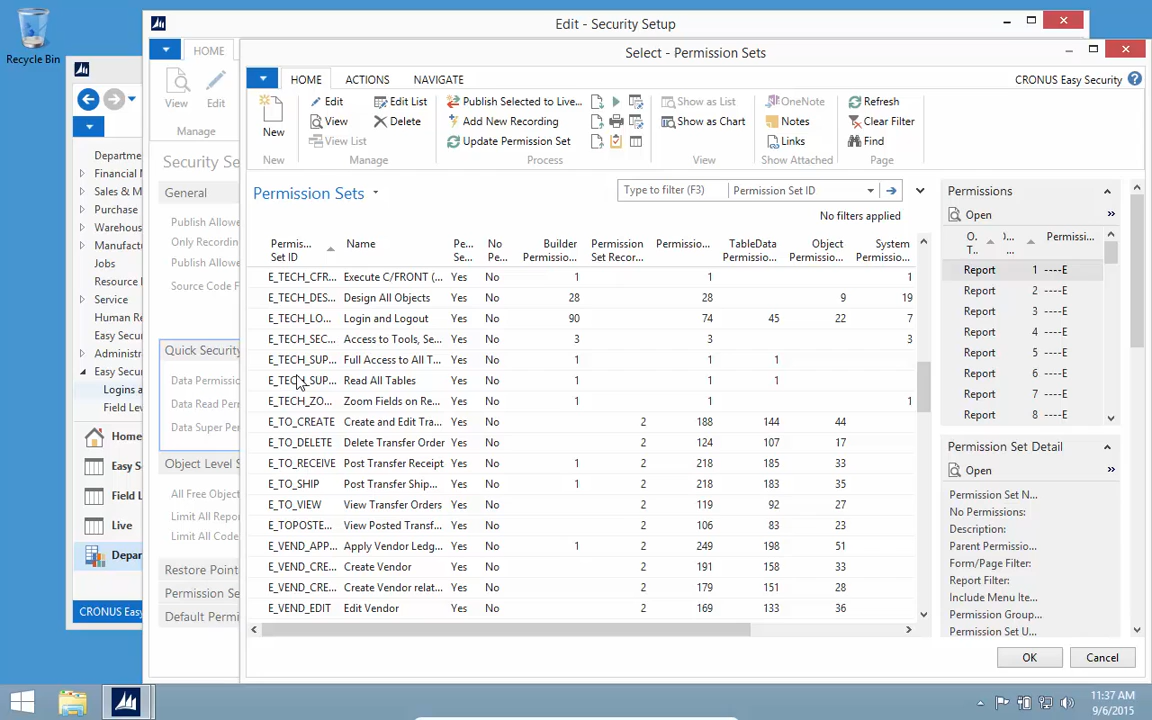 Recycle Bin
Edit - Security Setup
Select - Permission Sets
HOME
HOME
ACTIONS
NAVIGATE
CRONUS Easy Security
View
Edit
Manage
New
New
Edit
View
View List
Edit List
Delete
Manage
Publish Selected to Live...
Add New Recording
Update Permission Set
Process
Show as List
Show as Chart
View
OneNote
Notes
Links
Show Attached
Refresh
Clear Filter
Find
Page
Departme
Financial
Sales & M
Purchase
Warehous
Manufactu
Jobs
Resource
Service
Human Re
Easy Secur
Administr
Easy Secur
Logins a
Field Lev
Home
Easy Se
Field L
Live
Depar
CRONUS Easy
Security Se
General
Publish Allowe
Only Recordin
Publish Allowe
Source Code F
Quick Security
Data Permissio
Data Read Per
Data Super Per
Object Level S
All Free Objec
Limit All Repor
Limit All Code
Restore Point
Permission Se
Default Permi
Permission Sets
Type to filter (F3)
Permission Set ID
No filters applied
Permis... Set ID Name Pe... Se... No Pe... Builder Permissio... Permission Set Recor... Permissio... TableData Permissio... Object Permissio... System Permissio...
E_TECH_CFR... Execute C/FRONT (... Yes No 1 1 1
E_TECH_DES... Design All Objects Yes No 28 28 9 19
E_TECH_LO... Login and Logout Yes No 90 74 45 22 7
E_TECH_SEC... Access to Tools, Se... Yes No 3 3 3
E_TECH_SUP... Full Access to All T... Yes No 1 1 1
E_TECH_SUP... Read All Tables Yes No 1 1 1
E_TECH_ZO... Zoom Fields on Re... Yes No 1 1 1
E_TO_CREATE Create and Edit Tra... Yes No 2 188 144 44
E_TO_DELETE Delete Transfer Order Yes No 2 124 107 17
E_TO_RECEIVE Post Transfer Receipt Yes No 1 2 218 185 33
E_TO_SHIP Post Transfer Ship... Yes No 1 2 218 183 35
E_TO_VIEW View Transfer Orders Yes No 2 119 92 27
E_TOPOSTE... View Posted Transf... Yes No 2 106 83 23
E_VEND_APP... Apply Vendor Ledg... Yes No 1 2 249 198 51
E_VEND_CRE... Create Vendor Yes No 2 191 158 33
E_VEND_CRE... Create Vendor relat... Yes No 2 179 151 28
E_VEND_EDIT Edit Vendor Yes No 2 169 133 36
Permissions
Open
O... T... )... Permissi...
Report 1 ----E
Report 2 ----E
Report 3 ----E
Report 4 ----E
Report 5 ----E
Report 6 ----E
Report 7 ----E
Report 8 ----E
Permission Set Detail
Open
Permission Set N...
No Permissions:
Description:
Parent Permissio...
Form/Page Filter:
Report Filter:
Include Menu Ite...
Permission Group...
Permission Set U...
OK
Cancel
11:37 AM
9/6/2015